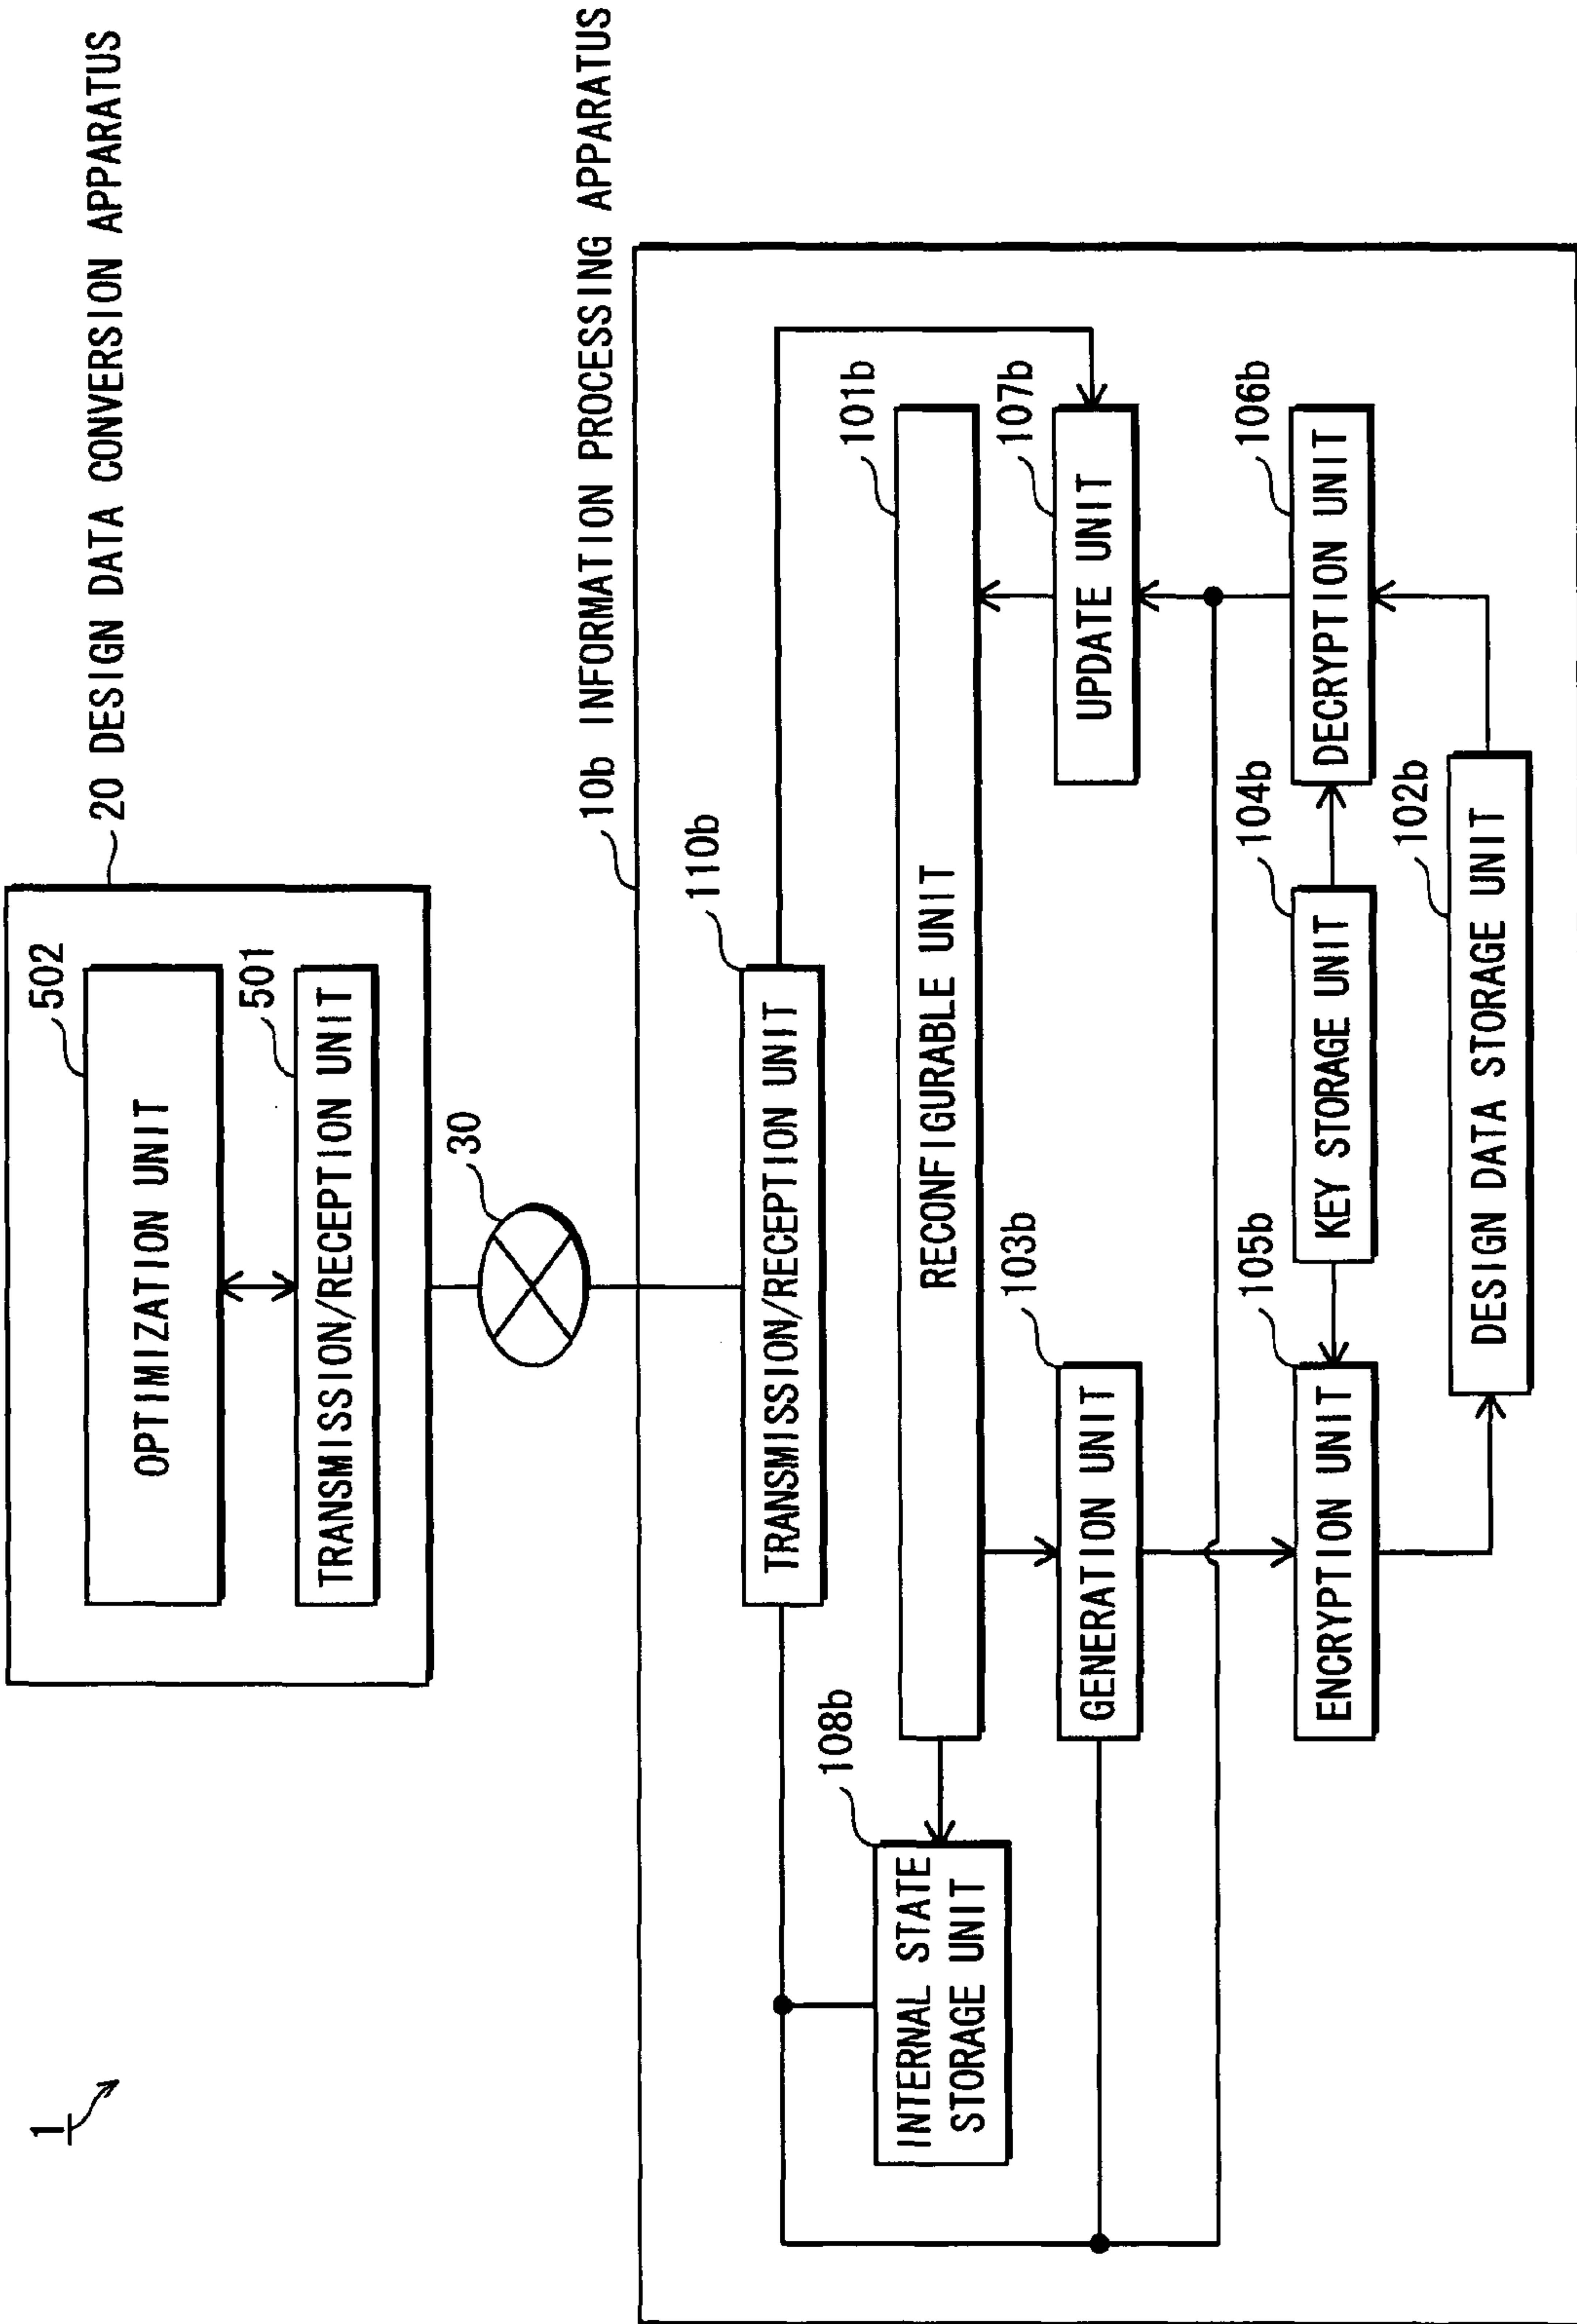 1
20 DESIGN DATA CONVERSION APPARATUS
502
OPTIMIZATION UNIT
501
TRANSMISSION/RECEPTION UNIT
30
10b INFORMATION PROCESSING APPARATUS
110b
TRANSMISSION/RECEPTION UNIT
108b
INTERNAL STATE
STORAGE UNIT
101b
RECONFIGURABLE UNIT
103b
GENERATION UNIT
107b
UPDATE UNIT
105b
ENCRYPTION UNIT
104b
KEY STORAGE UNIT
106b
DECRYPTION UNIT
102b
DESIGN DATA STORAGE UNIT